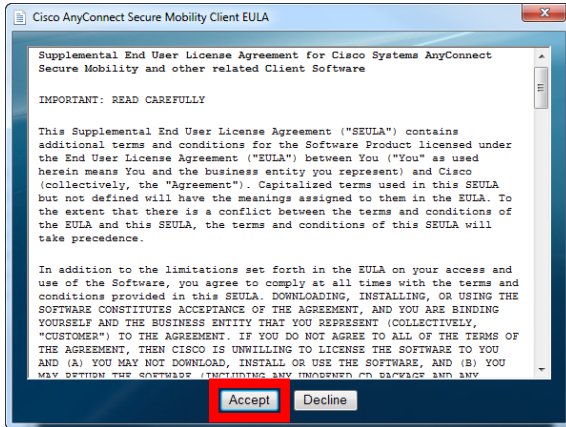 Cisco AnyConnect Secure Mobility Client EULA
Supplemental End User License Agreement for Cisco Systems AnyConnect
Secure Mobility and other related Client Software
IMPORTANT: READ CAREFULLY
This Supplemental End User License Agreement ("SEULA") contains
additional terms and conditions for the Software Product licensed under
the End User License Agreement ("EULA") between You ("You" as used
herein means You and the business entity you represent) and Cisco
(collectively, the "Agreement"). Capitalized terms used in this SEULA
but not defined will have the meanings assigned to them in the EULA. To
the extent that there is a conflict between the terms and conditions of
the EULA and this SEULA, the terms and conditions of this SEULA will
take precedence.
In addition to the limitations set forth in the EULA on your access and
use of the Software, you agree to comply at all times with the terms and
conditions provided in this SEULA. DOWNLOADING, INSTALLING, OR USING THE
SOFTWARE CONSTITUTES ACCEPTANCE OF THE AGREEMENT, AND YOU ARE BINDING
YOURSELF AND THE BUSINESS ENTITY THAT YOU REPRESENT (COLLECTIVELY,
"CUSTOMER") TO THE AGREEMENT. IF YOU DO NOT AGREE TO ALL OF THE TERMS OF
THE AGREEMENT, THEN CISCO IS UNWILLING TO LICENSE THE SOFTWARE TO YOU
AND (A) YOU MAY NOT DOWNLOAD, INSTALL OR USE THE SOFTWARE, AND (B) YOU
MAY RETURN THE SOFTWARE (INCLUDING ANY UNOPENED CD PACKAGE AND ANY
Accept Decline